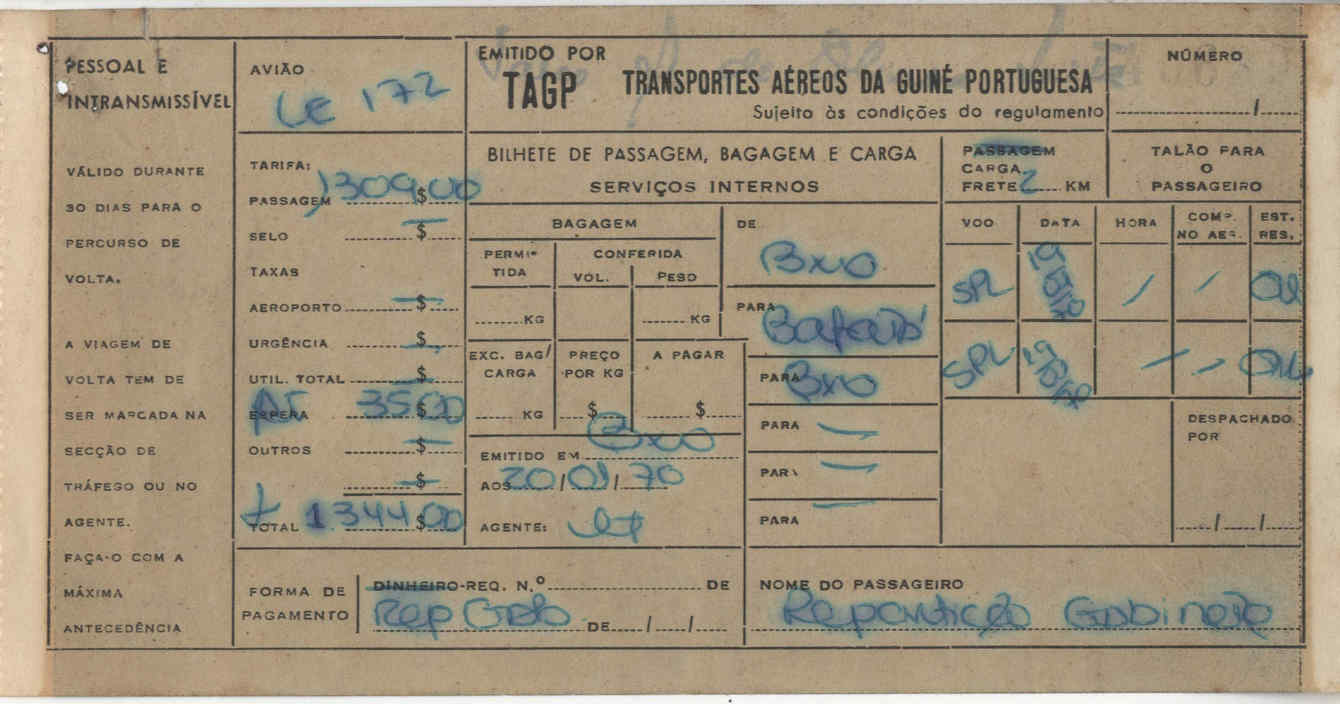 PESSOAL E
INTRANSMISSÍVEL
VÁLIDO DURANTE
30 DIAS PARA O
PERCURSO DE
VOLTA.
A VIAGEM DE
VOLTA TEM DE
SER MARCADA NA
SECÇÃO DE
TRÁFEGO OU NO
AGENTE.
FAÇA-O COM A
MÁXIMA
ANTECEDÊNCIA
AVIÃO
LE 172
TARIFA:
PASSAGEM 1309$00
SELO $
TAXAS
AEROPORTO $
URGÊNCIA $
UTIL. TOTAL $
ESPERA 35$00
OUTROS $
$
TOTAL 1344$00
EMITIDO POR
TAGP TRANSPORTES AÉREOS DA GUINÉ PORTUGUESA
Sujeito às condições do regulamento
NÚMERO
/
BILHETE DE PASSAGEM, BAGAGEM E CARGA
SERVIÇOS INTERNOS
PASSAGEM
CARGA
FRETE 2 KM
TALÃO PARA
O
PASSAGEIRO
BAGAGEM
PERMI-
TIDA
CONFERIDA
VOL. PESO
KG KG
EXC. BAG/
CARGA
PREÇO
POR KG
A PAGAR
KG $ $
EMITIDO EM Bxo
AOS 20/01/70
AGENTE:
DE
Bxo
PARA Bafatá
PARA Bxo
PARA
PARA
PARA
VOO DATA HORA COMP. NO AER. EST. RES.
SPL / /
SPL / /
DESPACHADO
POR
/ /
FORMA DE
PAGAMENTO
DINHEIRO-REQ. N.º DE
Rep Gab DE / /
NOME DO PASSAGEIRO
Repartição Gabinete